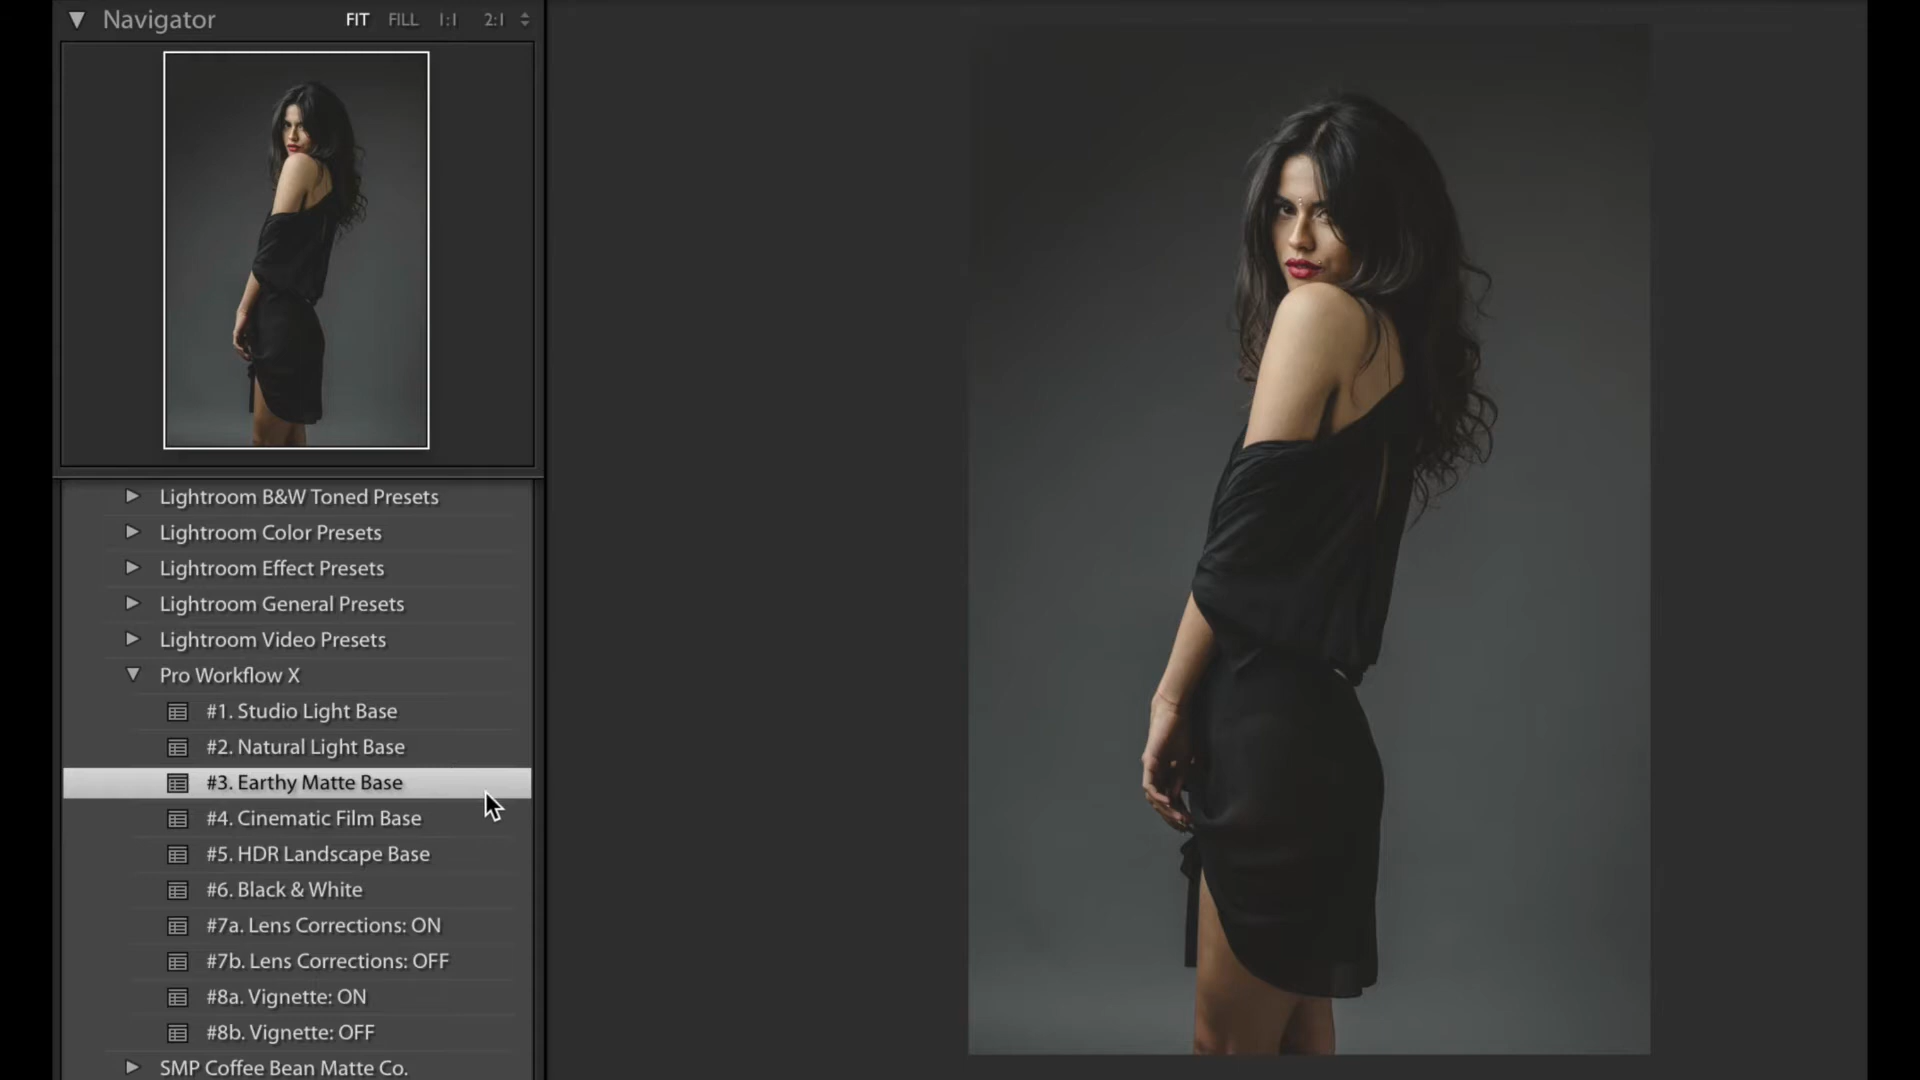 Navigator FIT FILL 1:1 2:1
Lightroom B&W Toned Presets
Lightroom Color Presets
Lightroom Effect Presets
Lightroom General Presets
Lightroom Video Presets
Pro Workflow X
#1. Studio Light Base
#2. Natural Light Base
#3. Earthy Matte Base
#4. Cinematic Film Base
#5. HDR Landscape Base
#6. Black & White
#7a. Lens Corrections: ON
#7b. Lens Corrections: OFF
#8a. Vignette: ON
#8b. Vignette: OFF
SMP Coffee Bean Matte Co.